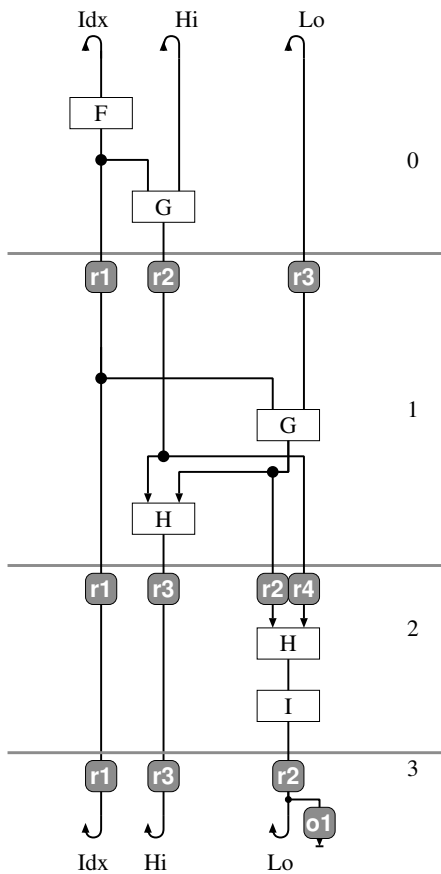 Idx Hi Lo
F
0
G
r1 r2 r3
1
G
H
r1 r3 r2 r4
2
H
I
3
r1 r3 r2
o1
Idx Hi Lo